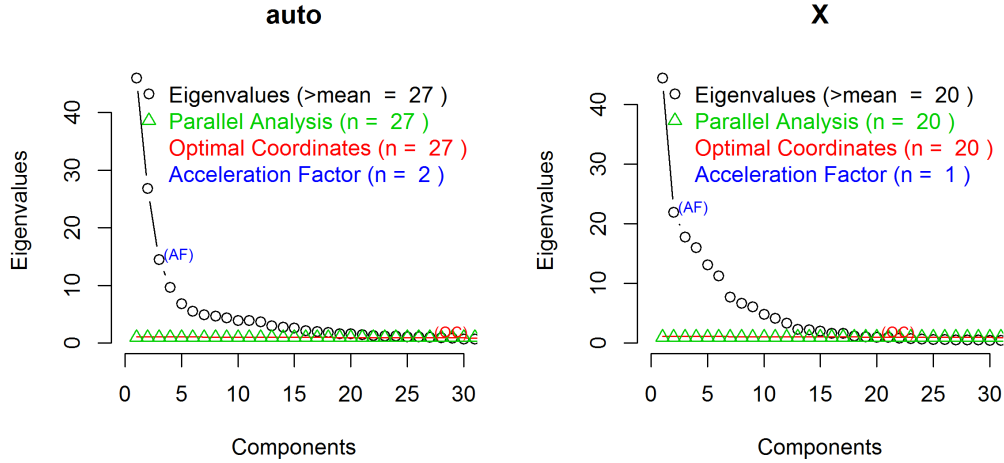 auto
Eigenvalues (>mean = 27 )
Parallel Analysis (n = 27 )
Optimal Coordinates (n = 27 )
Acceleration Factor (n = 2 )
(AF)
(OC)
Eigenvalues
0
10
20
30
40
0 5 10 15 20 25 30
Components
X
Eigenvalues (>mean = 20 )
Parallel Analysis (n = 20 )
Optimal Coordinates (n = 20 )
Acceleration Factor (n = 1 )
(AF)
(OC)
Eigenvalues
0
10
20
30
40
0 5 10 15 20 25 30
Components